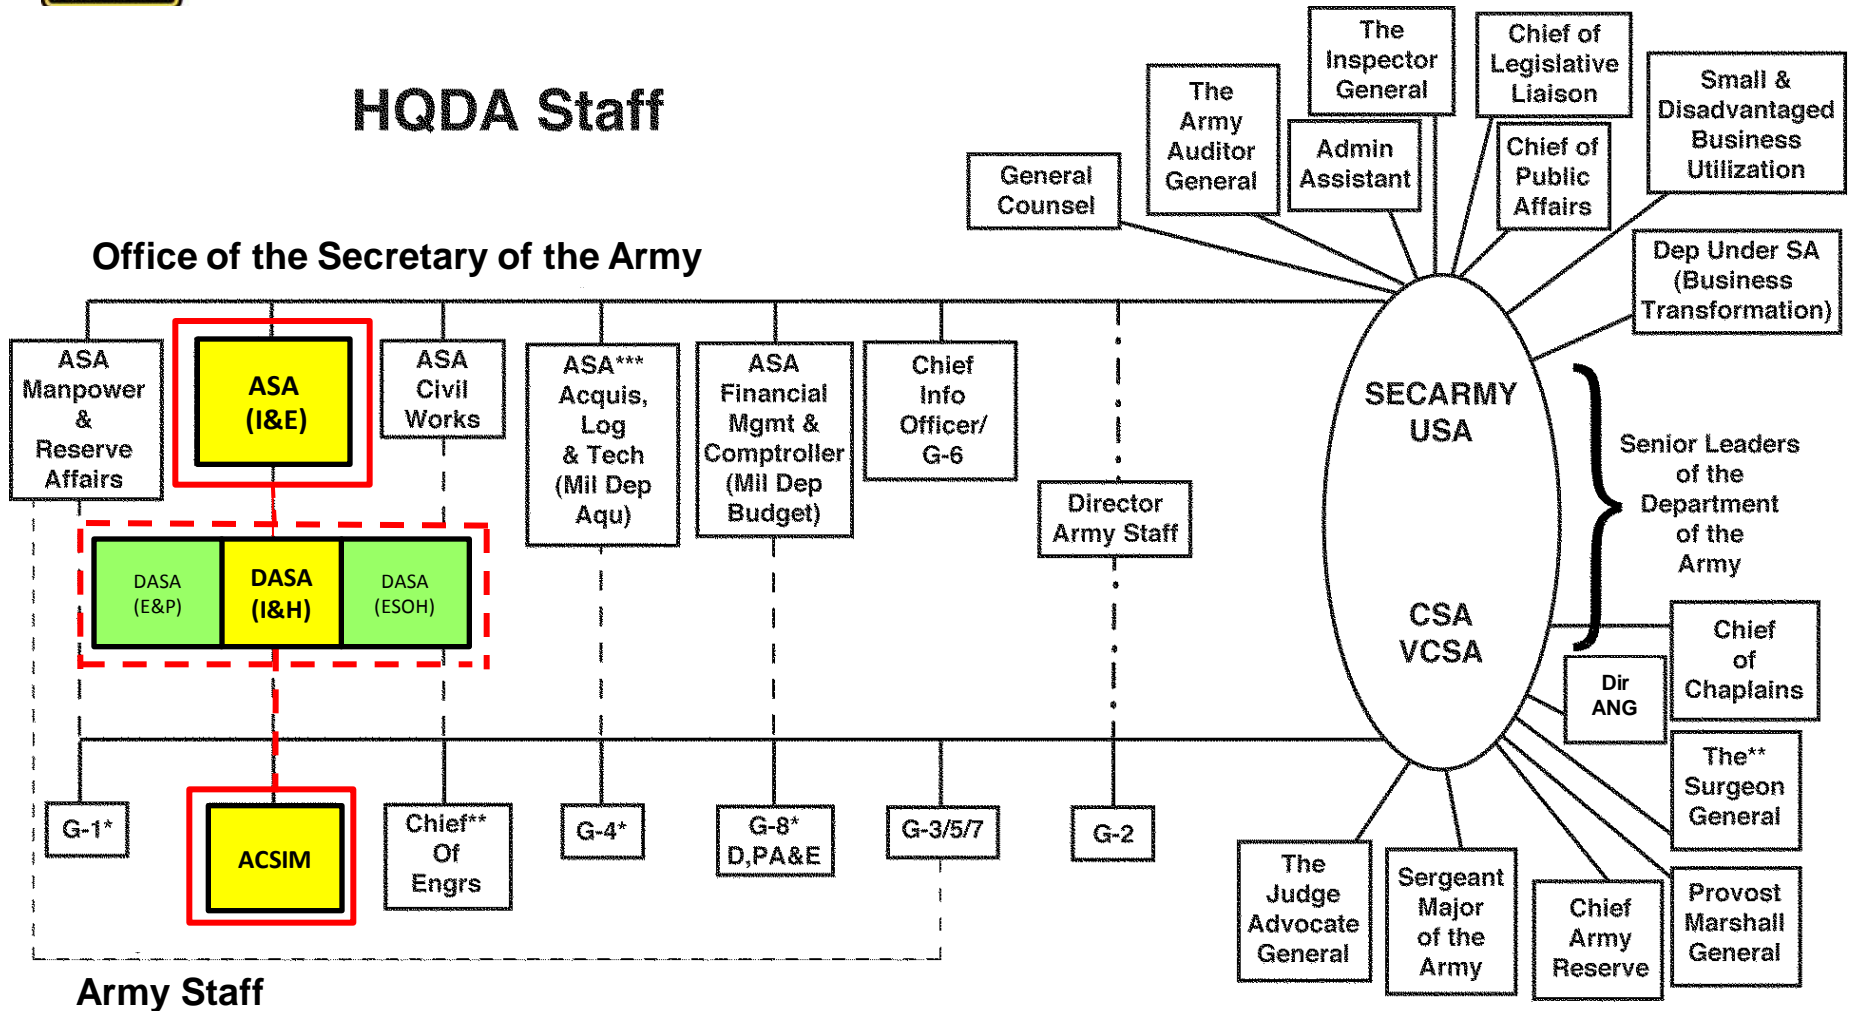 HQDA Staff
The
Inspector
General
Chief of
Legislative
Liaison
Small &
Disadvantaged
Business
Utilization
The
Army
Auditor
General
Admin
Assistant
Chief of
Public
Affairs
General
Counsel
Dep Under SA
(Business
Transformation)
Office of the Secretary of the Army
ASA
Manpower
&
Reserve
Affairs
ASA
(I&E)
ASA
Civil
Works
ASA***
Acquis,
Log
& Tech
(Mil Dep
Aqu)
ASA
Financial
Mgmt &
Comptroller
(Mil Dep
Budget)
Chief
Info
Officer/
G-6
Director
Army Staff
SECARMY
USA
CSA
VCSA
Senior Leaders
of the
Department
of the
Army
DASA
(E&P)
DASA
(I&H)
DASA
(ESOH)
Chief
of
Chaplains
Dir
ANG
The**
Surgeon
General
Provost
Marshall
General
Chief
Army
Reserve
Sergeant
Major
of the
Army
The
Judge
Advocate
General
G-1*
ACSIM
Chief**
Of
Engrs
G-4*
G-8*
D,PA&E
G-3/5/7
G-2
Army Staff